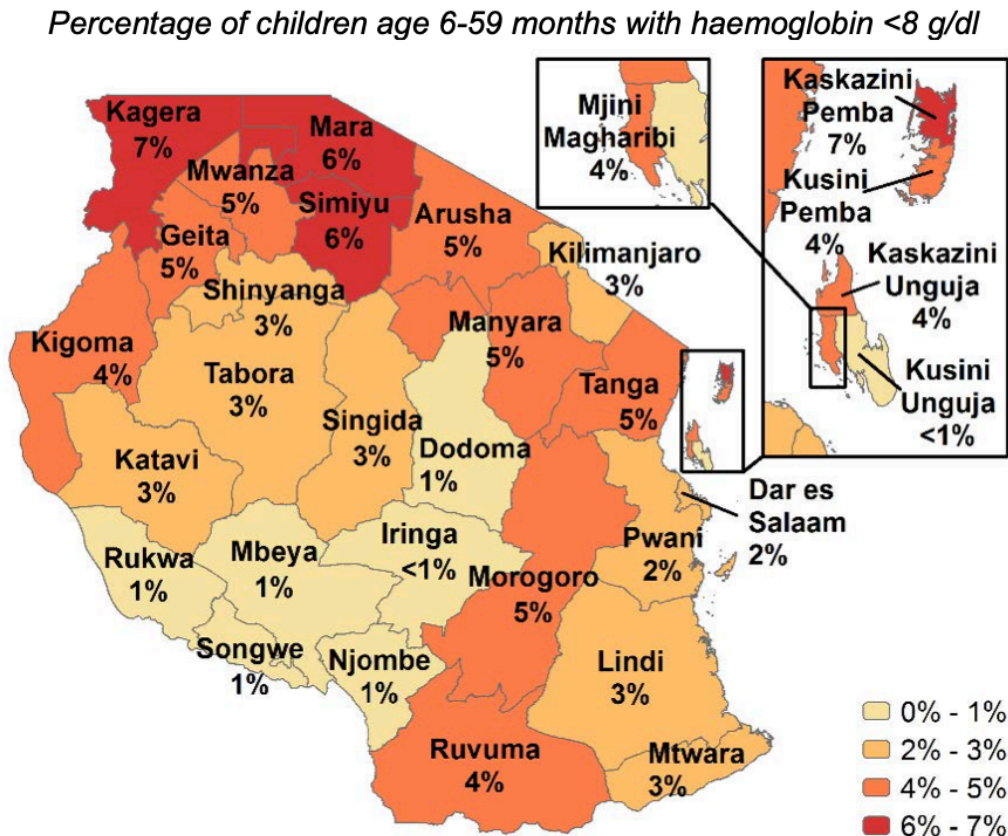 Percentage of children age 6-59 months with haemoglobin <8 g/dl
Kagera
7%
Mara
6%
Mwanza
5%
Simiyu
6%
Geita
5%
Arusha
5%
Kilimanjaro
3%
Shinyanga
3%
Kigoma
4%
Manyara
5%
Tabora
3%
Tanga
5%
Singida
3%
Dodoma
1%
Katavi
3%
Dar es
Salaam
2%
Pwani
2%
Iringa
<1%
Mbeya
1%
Rukwa
1%
Morogoro
5%
Songwe
1%
Njombe
1%
Lindi
3%
Ruvuma
4%
Mtwara
3%
Mjini
Magharibi
4%
Kaskazini
Pemba
7%
Kusini
Pemba
4%
Kaskazini
Unguja
4%
Kusini
Unguja
<1%
0% - 1%
2% - 3%
4% - 5%
6% - 7%